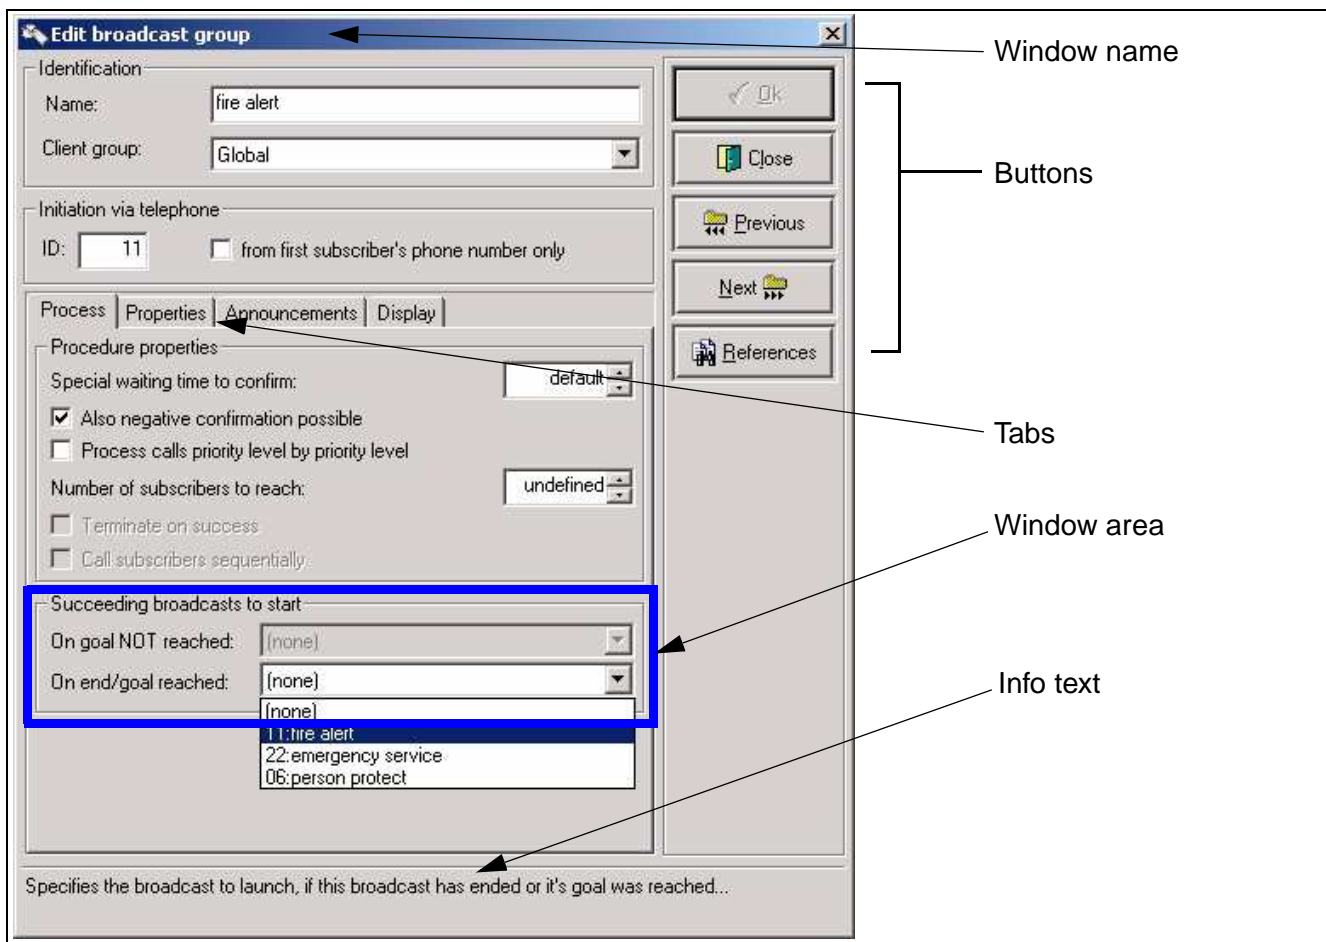 Edit broadcast group
Window name
Identification
Name: fire alert
Ok
Client group: Global
Close
Buttons
Initiation via telephone
Previous
ID: 11 from first subscriber's phone number only
Next
Process Properties Announcements Display
References
Procedure properties
Special waiting time to confirm: default
Also negative confirmation possible
Tabs
Process calls priority level by priority level
Number of subscribers to reach: undefined
Terminate on success
Window area
Call subscribers sequentially
Succeeding broadcasts to start
On goal NOT reached: (none)
On end/goal reached: (none)
Info text
(none)
11:fire alert
22:emergency service
06:person protect
Specifies the broadcast to launch, if this broadcast has ended or it's goal was reached...